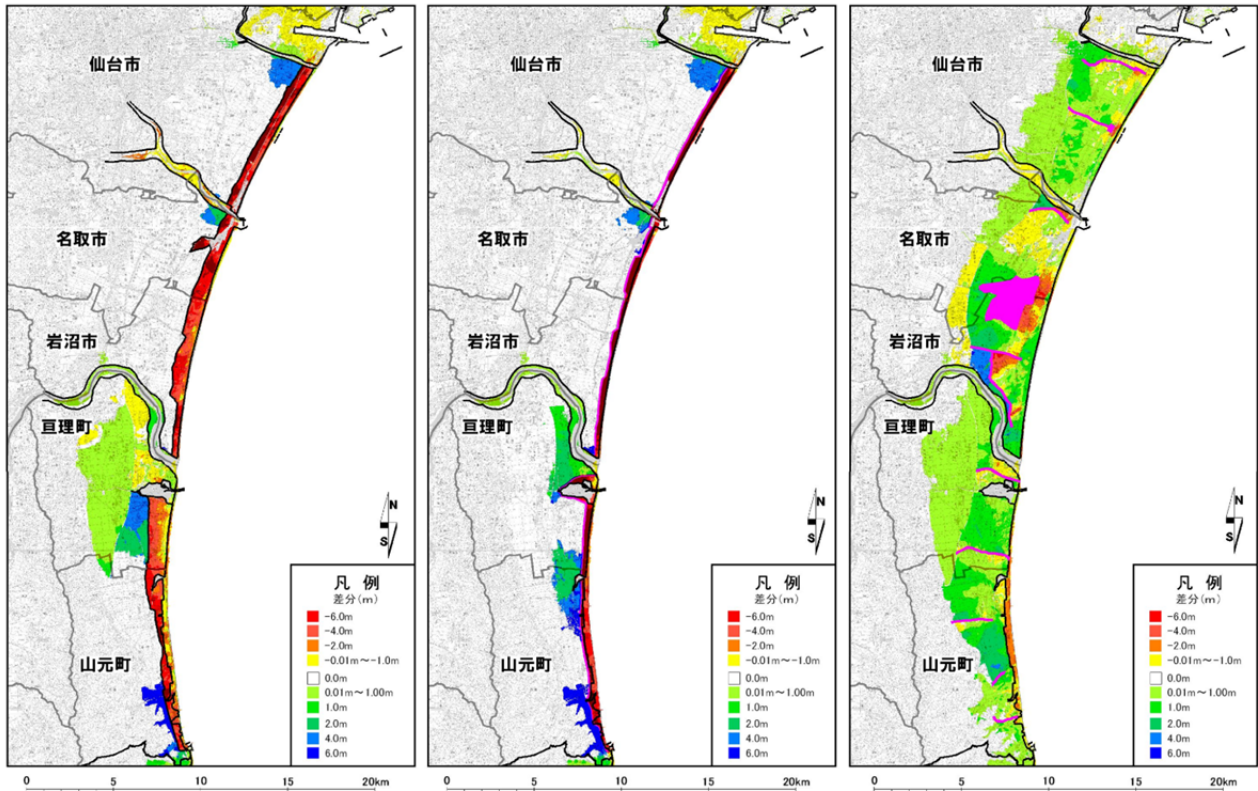 仙台市
名取市
岩沼市
亘理町
山元町
N
S
凡 例
差分(m)
-6.0m
-4.0m
-2.0m
-0.01m~-1.0m
0.0m
0.01m~1.00m
1.0m
2.0m
4.0m
6.0m
0 5 10 15 20km
仙台市
名取市
岩沼市
亘理町
山元町
N
S
凡 例
差分(m)
-6.0m
-4.0m
-2.0m
-0.01m~-1.0m
0.0m
0.01m~1.00m
1.0m
2.0m
4.0m
6.0m
0 5 10 15 20km
仙台市
名取市
岩沼市
亘理町
山元町
N
S
凡 例
差分(m)
-6.0m
-4.0m
-2.0m
-0.01m~-1.0m
0.0m
0.01m~1.00m
1.0m
2.0m
4.0m
6.0m
0 5 10 15 20km